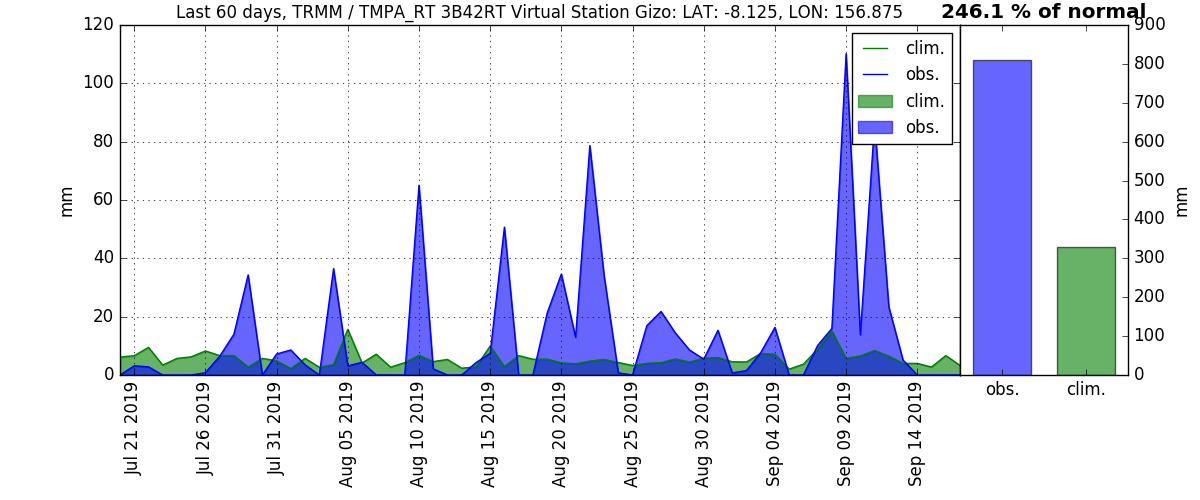 Last 60 days, TRMM / TMPA_RT 3B42RT Virtual Station Gizo: LAT: -8.125, LON: 156.875
246.1 % of normal
120
100
80
60
40
20
0
mm
clim.
obs.
clim.
obs.
900
800
700
600
500
400
300
200
100
0
mm
Jul 21 2019
Jul 26 2019
Jul 31 2019
Aug 05 2019
Aug 10 2019
Aug 15 2019
Aug 20 2019
Aug 25 2019
Aug 30 2019
Sep 04 2019
Sep 09 2019
Sep 14 2019
obs.
clim.